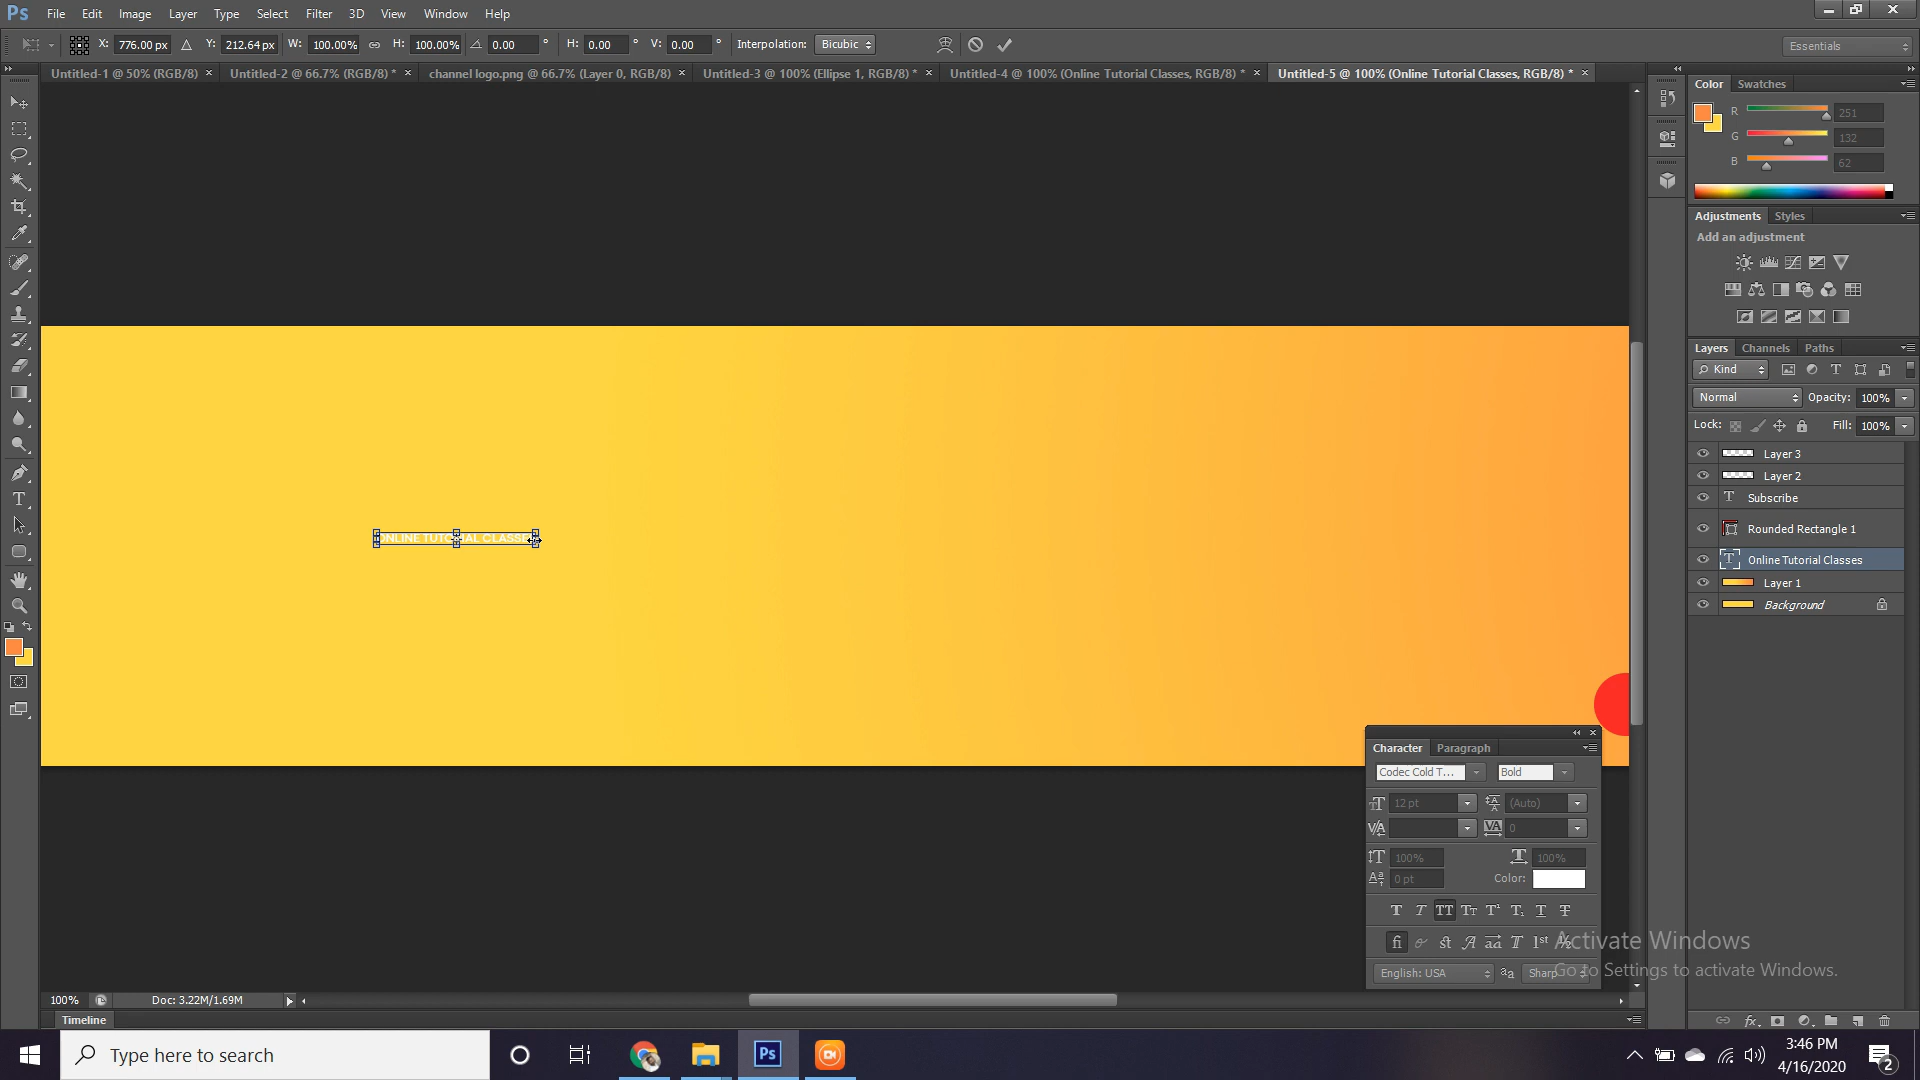 Ps File Edit Image Layer Type Select Filter 3D View Window Help
X: 776.00 px Y: 212.64 px W: 100.00% H: 100.00% 0.00 ° H: 0.00 ° V: 0.00 ° Interpolation: Bicubic Essentials
Untitled-1 @ 50% (RGB/8) × Untitled-2 @ 66.7% (RGB/8) * × channel logo.png @ 66.7% (Layer 0, RGB/8) × Untitled-3 @ 100% (Ellipse 1, RGB/8) * × Untitled-4 @ 100% (Online Tutorial Classes, RGB/8) * × Untitled-5 @ 100% (Online Tutorial Classes, RGB/8) * ×
Color Swatches
R 251
G 132
B 62
Adjustments Styles
Add an adjustment
Layers Channels Paths
Kind
Normal Opacity: 100%
Lock: Fill: 100%
Layer 3
Layer 2
Subscribe
Rounded Rectangle 1
Online Tutorial Classes
Layer 1
Background
ONLINE TUTORIAL CLASSES
Character Paragraph
Codec Cold T... Bold
12 pt (Auto)
0
100% 100%
0 pt Color:
English: USA Sharp
Activate Windows
Go to Settings to activate Windows.
100% Doc: 3.22M/1.69M
Timeline
Type here to search
Ps
3:46 PM
4/16/2020
2